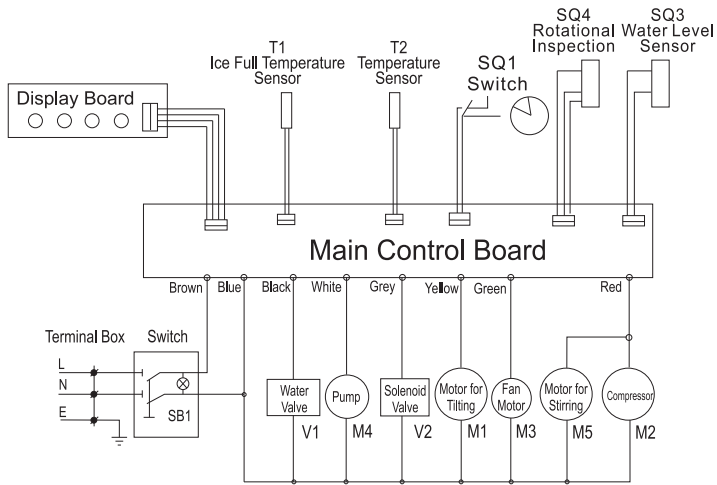 SQ4
Rotational
Inspection
SQ3
Water Level
Sensor
T1
Ice Full Temperature
Sensor
T2
Temperature
Sensor
SQ1
Switch
Display Board
Main Control Board
Brown
Blue
Black
White
Grey
Yellow
Green
Red
Terminal Box
Switch
L
N
E
SB1
Water
Valve
V1
Pump
M4
Solenoid
Valve
V2
Motor for
Tilting
M1
Fan
Motor
M3
Motor for
Stirring
M5
Compressor
M2